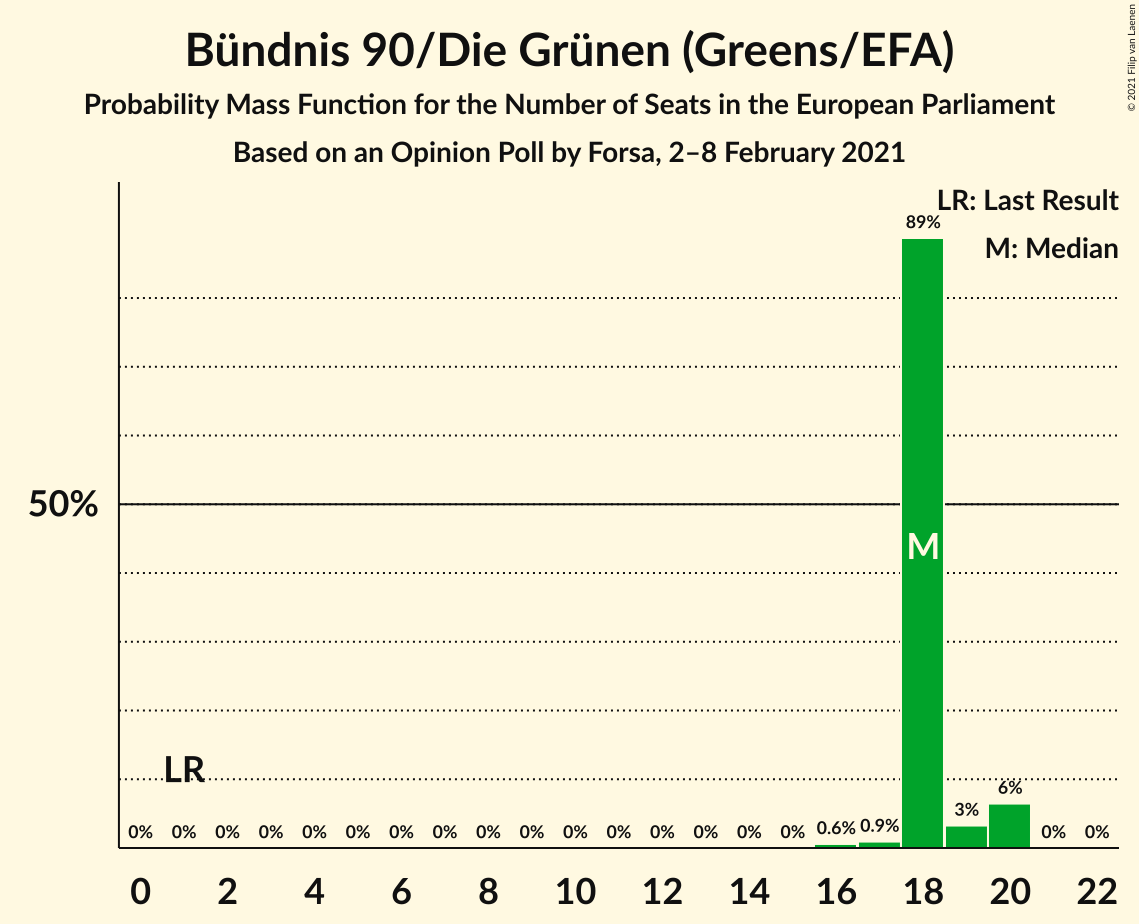 Bündnis 90/Die Grünen (Greens/EFA)
Probability Mass Function for the Number of Seats in the European Parliament
Based on an Opinion Poll by Forsa, 2–8 February 2021
© 2021 Filip van Laenen
LR: Last Result
M: Median
89%
50%
M
LR
0% 0% 0% 0% 0% 0% 0% 0% 0% 0% 0% 0% 0% 0% 0% 0% 0.6% 0.9% 3% 6% 0% 0%
0 2 4 6 8 10 12 14 16 18 20 22